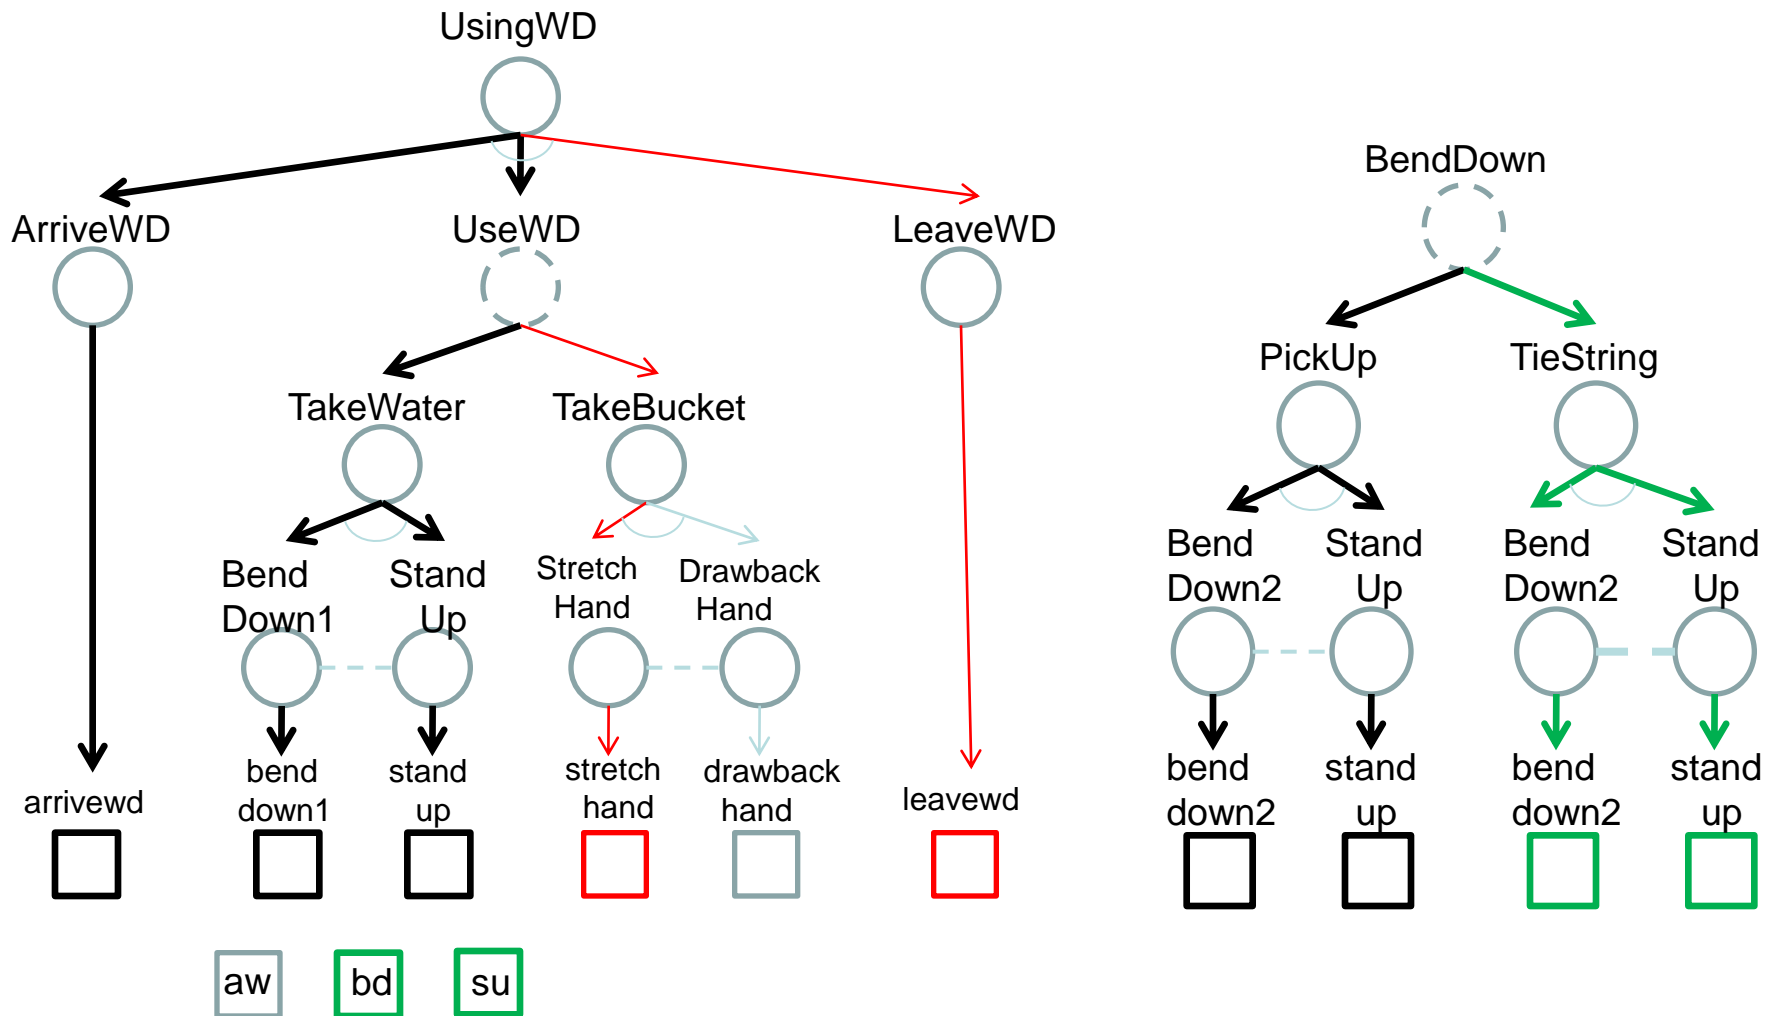 UsingWD
BendDown
ArriveWD
UseWD
LeaveWD
PickUp
TieString
TakeWater
TakeBucket
Bend
Down1
Stand
Up
Stretch
Hand
Drawback
Hand
Bend
Down2
Stand
Up
Bend
Down2
Stand
Up
arrivewd
bend
down1
stand
up
stretch
hand
drawback
hand
leavewd
bend
down2
stand
up
bend
down2
stand
up
aw
bd
su